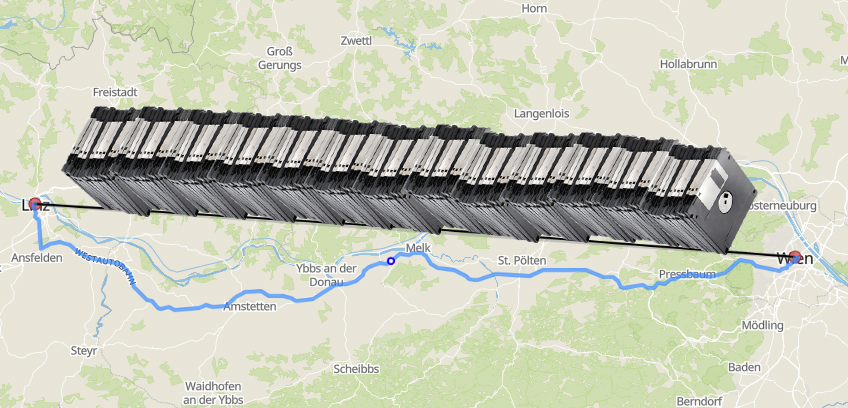 Horn
Zwettl
Groß
Gerungs
Hollabrunn
Freistadt
Langenlois
Linz
osterneuburg
Melk
Wien
Ansfelden
WESTAUTOBAHN
Ybbs an der
Donau
St. Pölten
Pressbaum
Amstetten
Mödling
Steyr
Scheibbs
Baden
Waidhofen
an der Ybbs
Berndorf